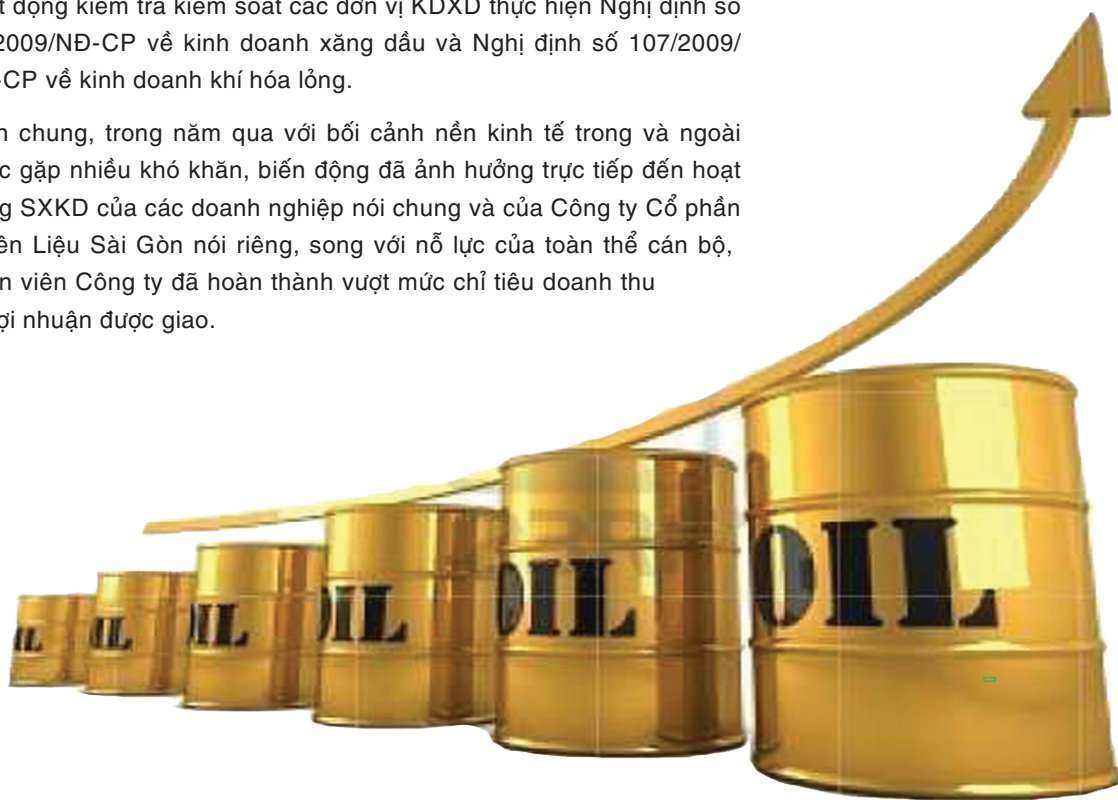 động kiểm tra kiểm soát các đơn vị KDXD thực hiện Nghị định số
2009/NĐ-CP về kinh doanh xăng dầu và Nghị định số 107/2009/
-CP về kinh doanh khí hóa lỏng.
chung, trong năm qua với bối cảnh nền kinh tế trong và ngoài
gặp nhiều khó khăn, biến động đã ảnh hưởng trực tiếp đến hoạt
SXKD của các doanh nghiệp nói chung và của Công ty Cổ phần
Liệu Sài Gòn nói riêng, song với nỗ lực của toàn thể cán bộ,
viên Công ty đã hoàn thành vượt mức chỉ tiêu doanh thu
nhuận được giao.
IL
IL
OIL
OIL
OIL
OIL